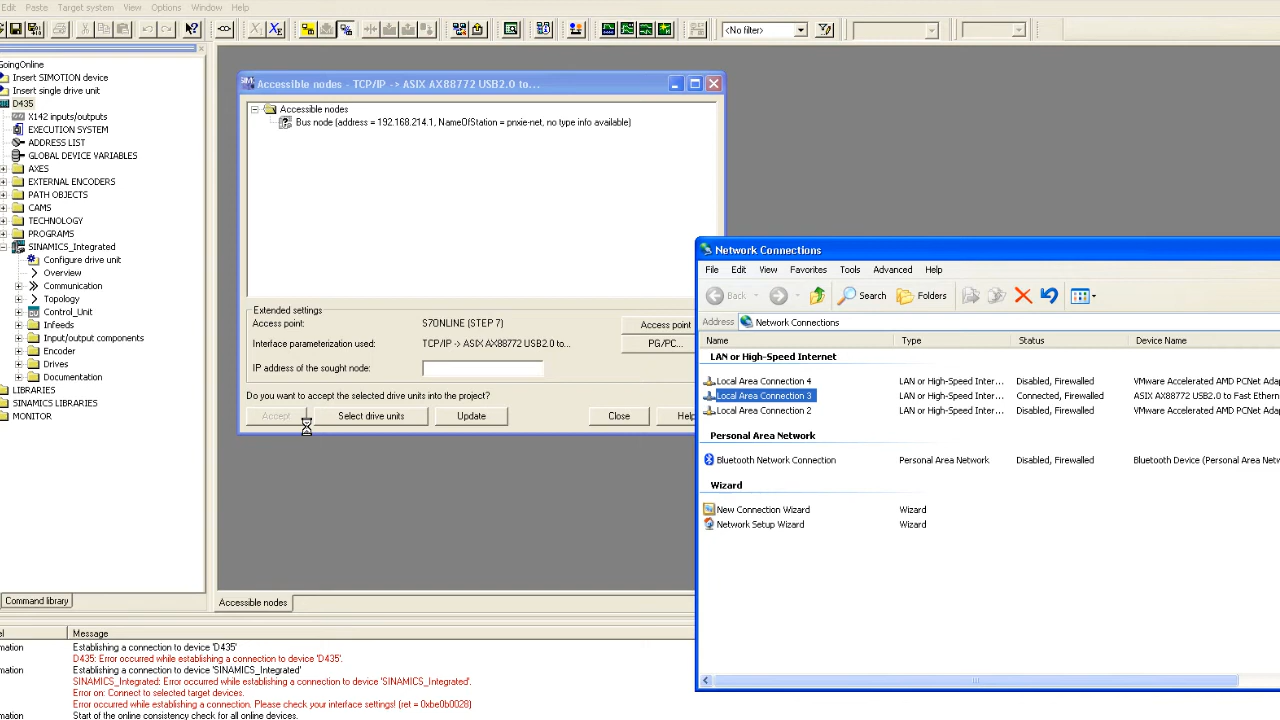 Edit Paste Target system View Options Window Help
<No filter>
GoingOnline
Insert SIMOTION device
Insert single drive unit
D435
X142 inputs/outputs
EXECUTION SYSTEM
ADDRESS LIST
GLOBAL DEVICE VARIABLES
AXES
EXTERNAL ENCODERS
PATH OBJECTS
CAMS
TECHNOLOGY
PROGRAMS
SINAMICS_Integrated
Configure drive unit
Overview
Communication
Topology
Control_Unit
Infeeds
Input/output components
Encoder
Drives
Documentation
LIBRARIES
SINAMICS LIBRARIES
MONITOR
Command library
Accessible nodes - TCP/IP -> ASIX AX88772 USB2.0 to...
Accessible nodes
Bus node (address = 192.168.214.1, NameOfStation = pnxie-net, no type info available)
Extended settings
Access point: S7ONLINE (STEP 7) Access point
Interface parameterization used: TCP/IP -> ASIX AX88772 USB2.0 to... PG/PC...
IP address of the sought node:
Do you want to accept the selected drive units into the project?
Accept Select drive units Update Close Help
Accessible nodes
Network Connections
File Edit View Favorites Tools Advanced Help
Back Search Folders
Address Network Connections
Name Type Status Device Name
LAN or High-Speed Internet
Local Area Connection 4 LAN or High-Speed Inter... Disabled, Firewalled VMware Accelerated AMD PCNet Adap
Local Area Connection 3 LAN or High-Speed Inter... Connected, Firewalled ASIX AX88772 USB2.0 to Fast Ethern
Local Area Connection 2 LAN or High-Speed Inter... Disabled, Firewalled VMware Accelerated AMD PCNet Adap
Personal Area Network
Bluetooth Network Connection Personal Area Network Disabled, Firewalled Bluetooth Device (Personal Area Netw
Wizard
New Connection Wizard Wizard
Network Setup Wizard Wizard
el Message
mation Establishing a connection to device 'D435'
D435: Error occurred while establishing a connection to device 'D435'.
mation Establishing a connection to device 'SINAMICS_Integrated'
SINAMICS_Integrated: Error occurred while establishing a connection to device 'SINAMICS_Integrated'.
Error on: Connect to selected target devices.
Error occurred while establishing a connection. Please check your interface settings! (ret = 0xbe0b0028)
mation Start of the online consistency check for all online devices.